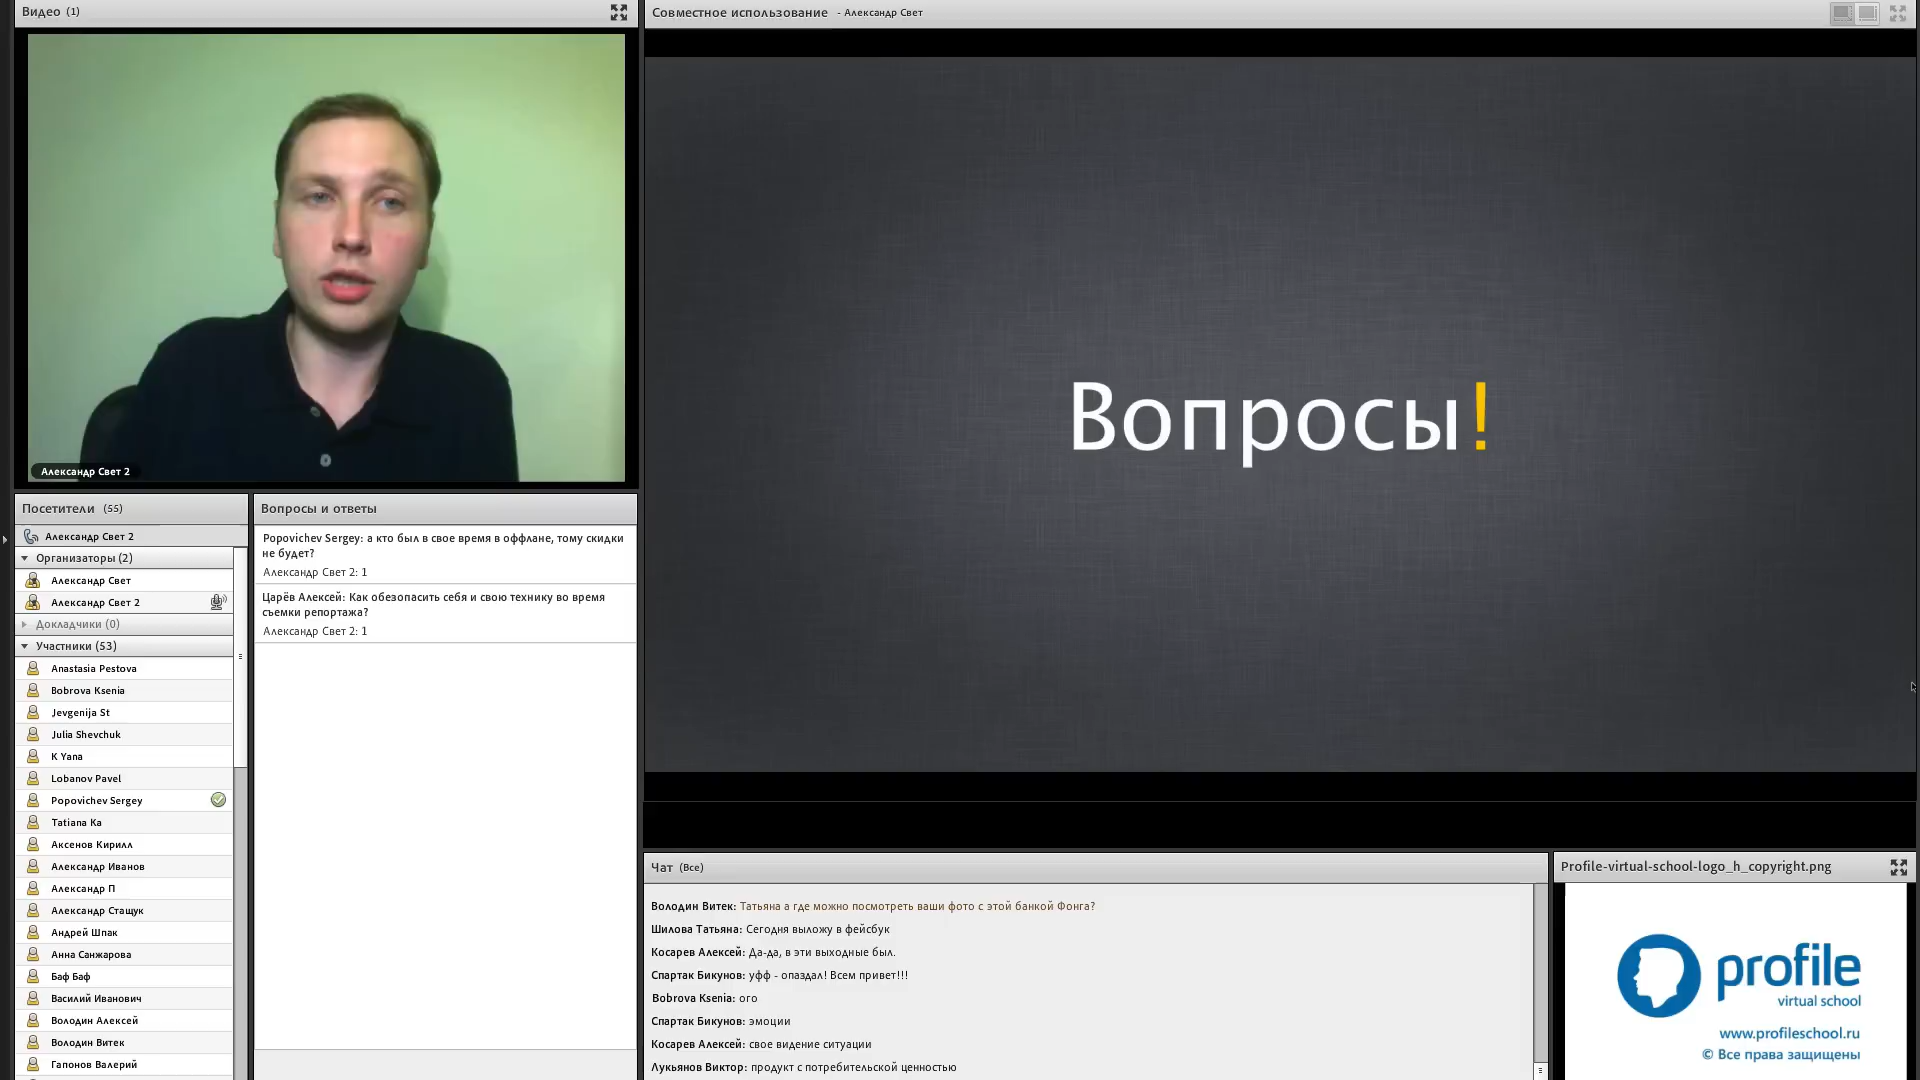 Видео (1)
Александр Свет 2
Совместное использование - Александр Свет
Вопросы!
Посетители (55)
Александр Свет 2
Организаторы (2)
Александр Свет
Александр Свет 2
Докладчики (0)
Участники (53)
Anastasia Pestova
Bobrova Ksenia
Jevgenija St
Julia Shevchuk
K Yana
Lobanov Pavel
Popovichev Sergey
Tatiana Ka
Аксенов Кирилл
Александр Иванов
Александр П
Александр Стащук
Андрей Шпак
Анна Санжарова
Баф Баф
Василий Иванович
Володин Алексей
Володин Витек
Гапонов Валерий
Вопросы и ответы
Popovichev Sergey: а кто был в свое время в оффлане, тому скидки
не будет?
Александр Свет 2: 1
Царёв Алексей: Как обезопасить себя и свою технику во время
съемки репортажа?
Александр Свет 2: 1
Чат (Все)
Володин Витек: Татьяна а где можно посмотреть ваши фото с этой банкой Фонга?
Шилова Татьяна: Сегодня выложу в фейсбук
Косарев Алексей: Да-да, в эти выходные был.
Спартак Бикунов: уфф - опаздал! Всем привет!!!
Bobrova Ksenia: ого
Спартак Бикунов: эмоции
Косарев Алексей: свое видение ситуации
Лукьянов Виктор: продукт с потребительской ценностью
Profile-virtual-school-logo_h_copyright.png
profile
virtual school
www.profileschool.ru
© Все права защищены